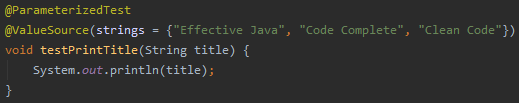 @ParameterizedTest
@ValueSource(strings = {"Effective Java", "Code Complete", "Clean Code"})
void testPrintTitle(String title) {
    System.out.println(title);
}